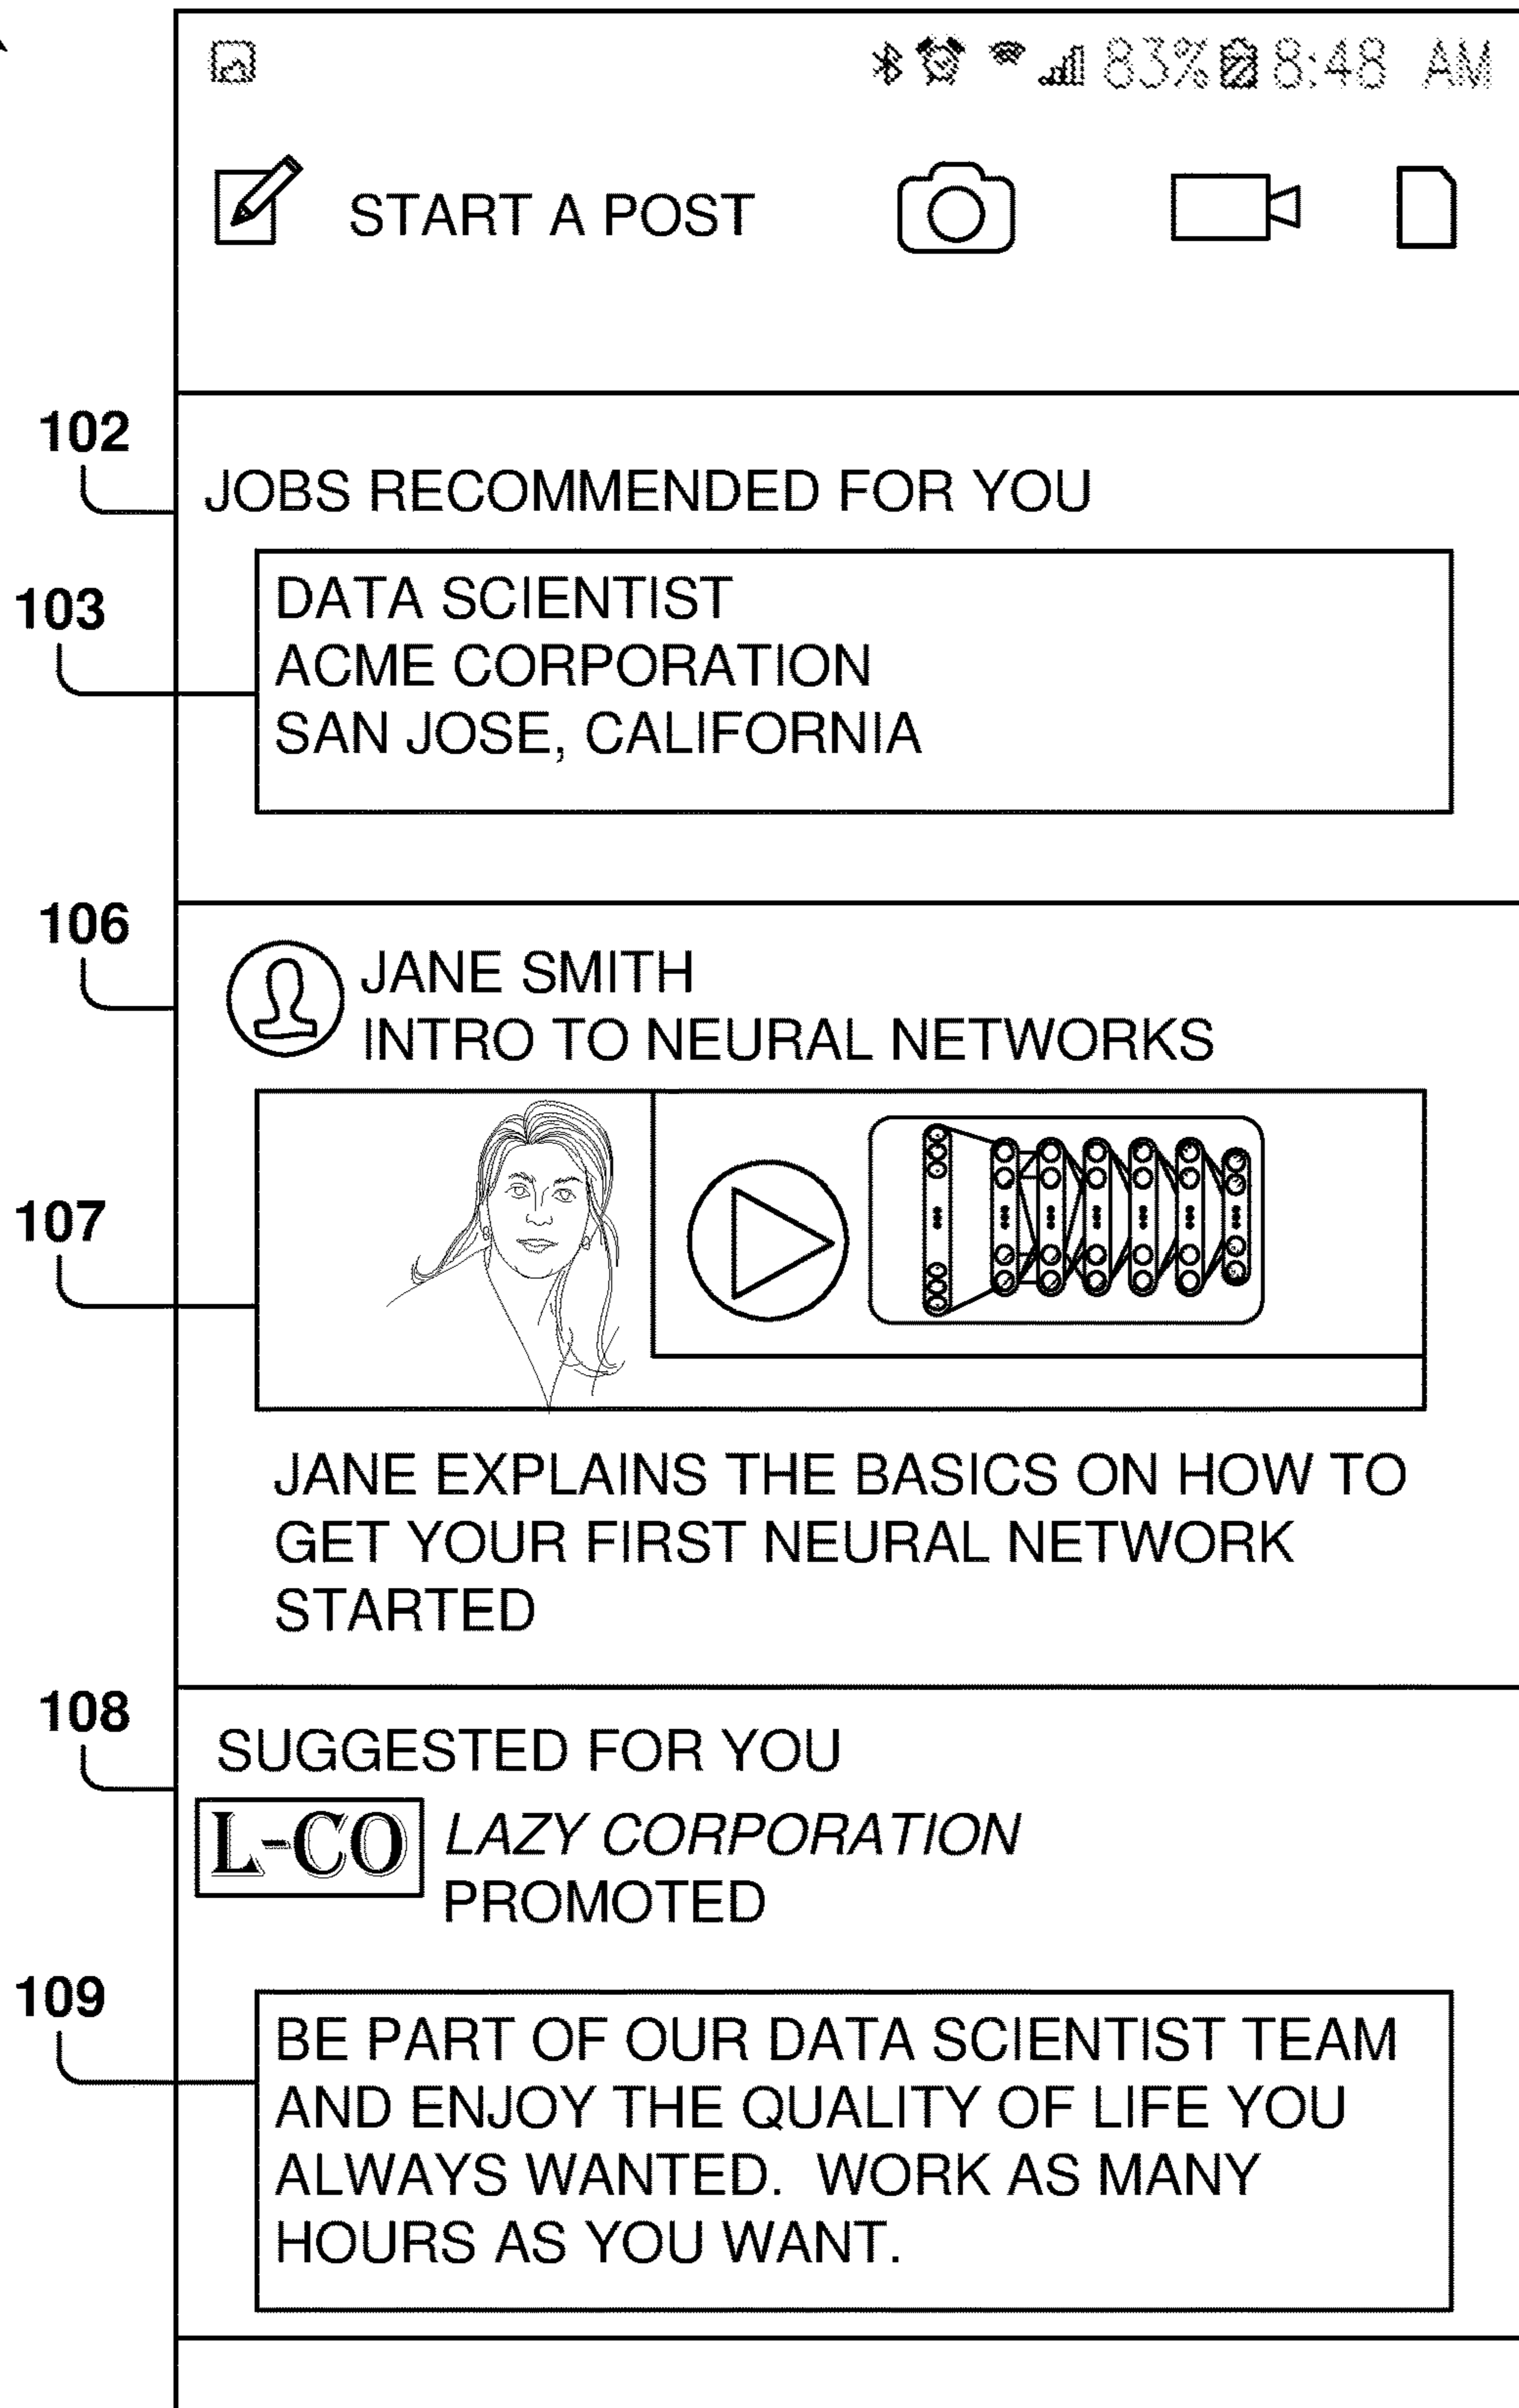 83% 8:48 AM
START A POST
102
JOBS RECOMMENDED FOR YOU
103
DATA SCIENTIST
ACME CORPORATION
SAN JOSE, CALIFORNIA
106
JANE SMITH
INTRO TO NEURAL NETWORKS
107
JANE EXPLAINS THE BASICS ON HOW TO
GET YOUR FIRST NEURAL NETWORK
STARTED
108
SUGGESTED FOR YOU
L-CO LAZY CORPORATION
PROMOTED
109
BE PART OF OUR DATA SCIENTIST TEAM
AND ENJOY THE QUALITY OF LIFE YOU
ALWAYS WANTED. WORK AS MANY
HOURS AS YOU WANT.